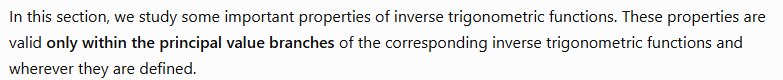 In this section, we study some important properties of inverse trigonometric functions. These properties are
valid only within the principal value branches of the corresponding inverse trigonometric functions and
wherever they are defined.